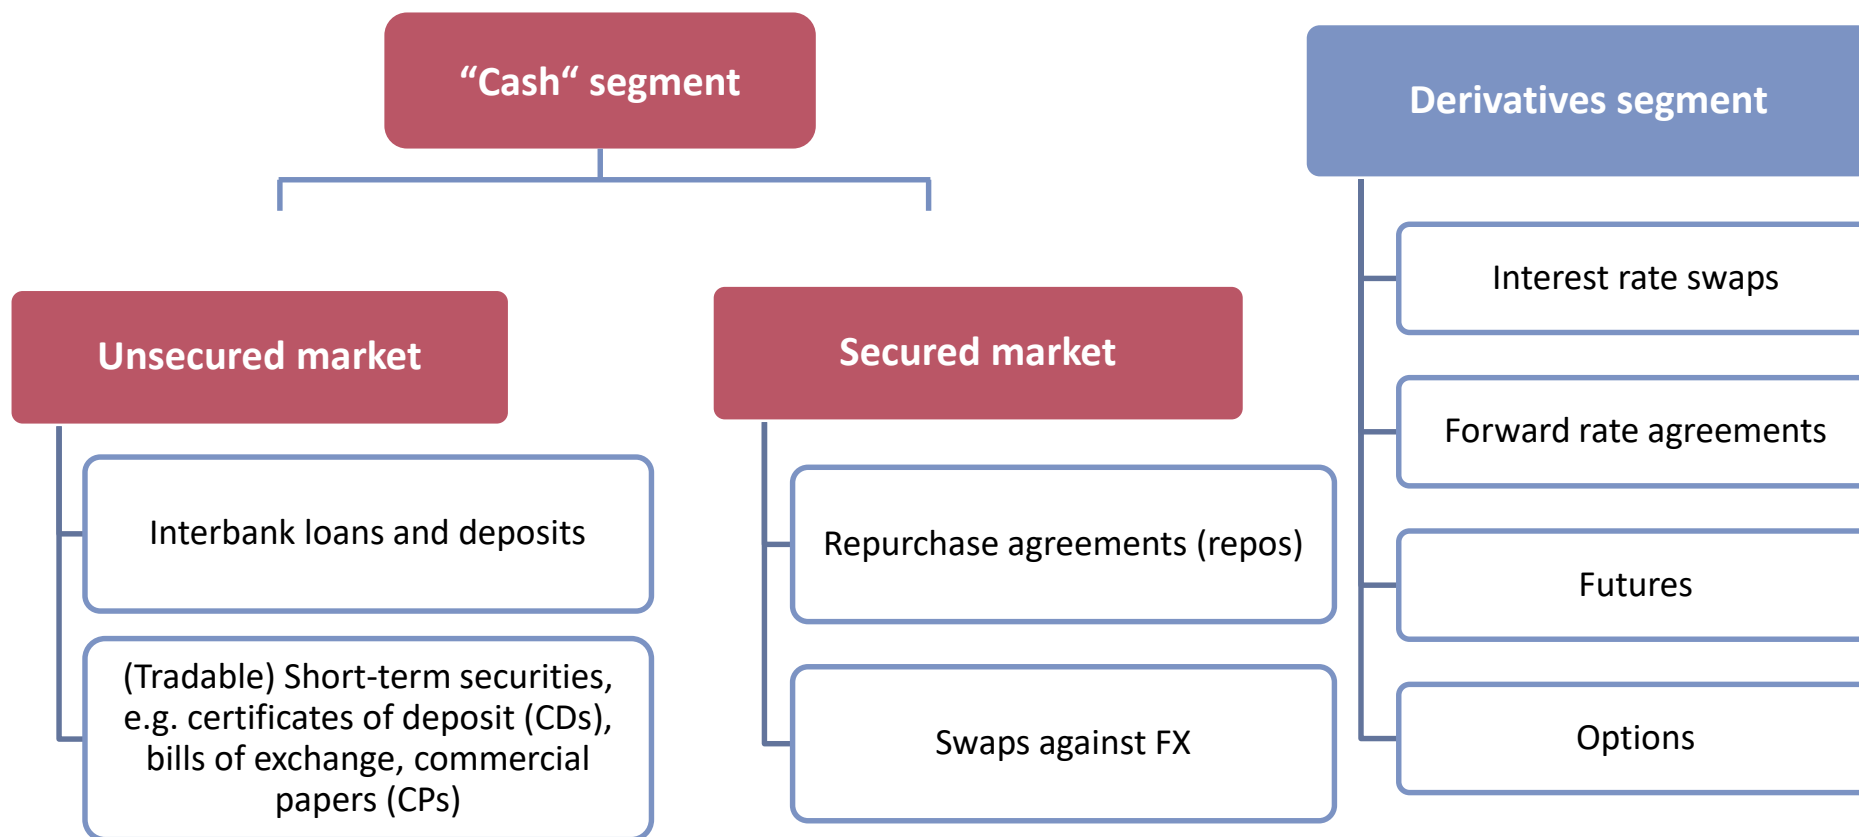 “Cash“ segment
Derivatives segment
Unsecured market
Secured market
Interbank loans and deposits
(Tradable) Short-term securities,
e.g. certificates of deposit (CDs),
bills of exchange, commercial
papers (CPs)
Repurchase agreements (repos)
Swaps against FX
Interest rate swaps
Forward rate agreements
Futures
Options